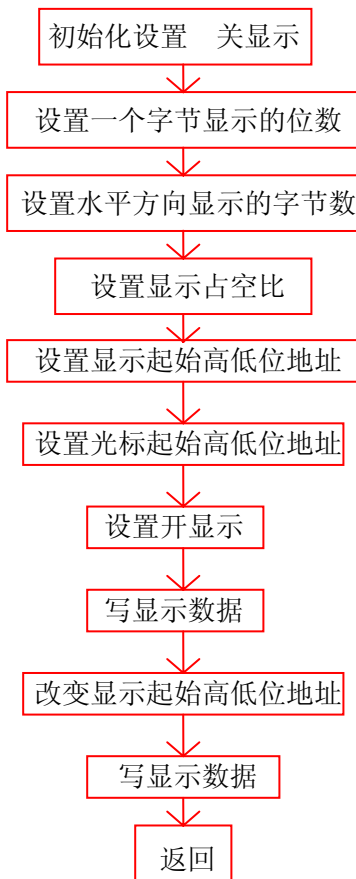 初始化设置　关显示
设置一个字节显示的位数
设置水平方向显示的字节数
设置显示占空比
设置显示起始高低位地址
设置光标起始高低位地址
设置开显示
写显示数据
改变显示起始高低位地址
写显示数据
返回